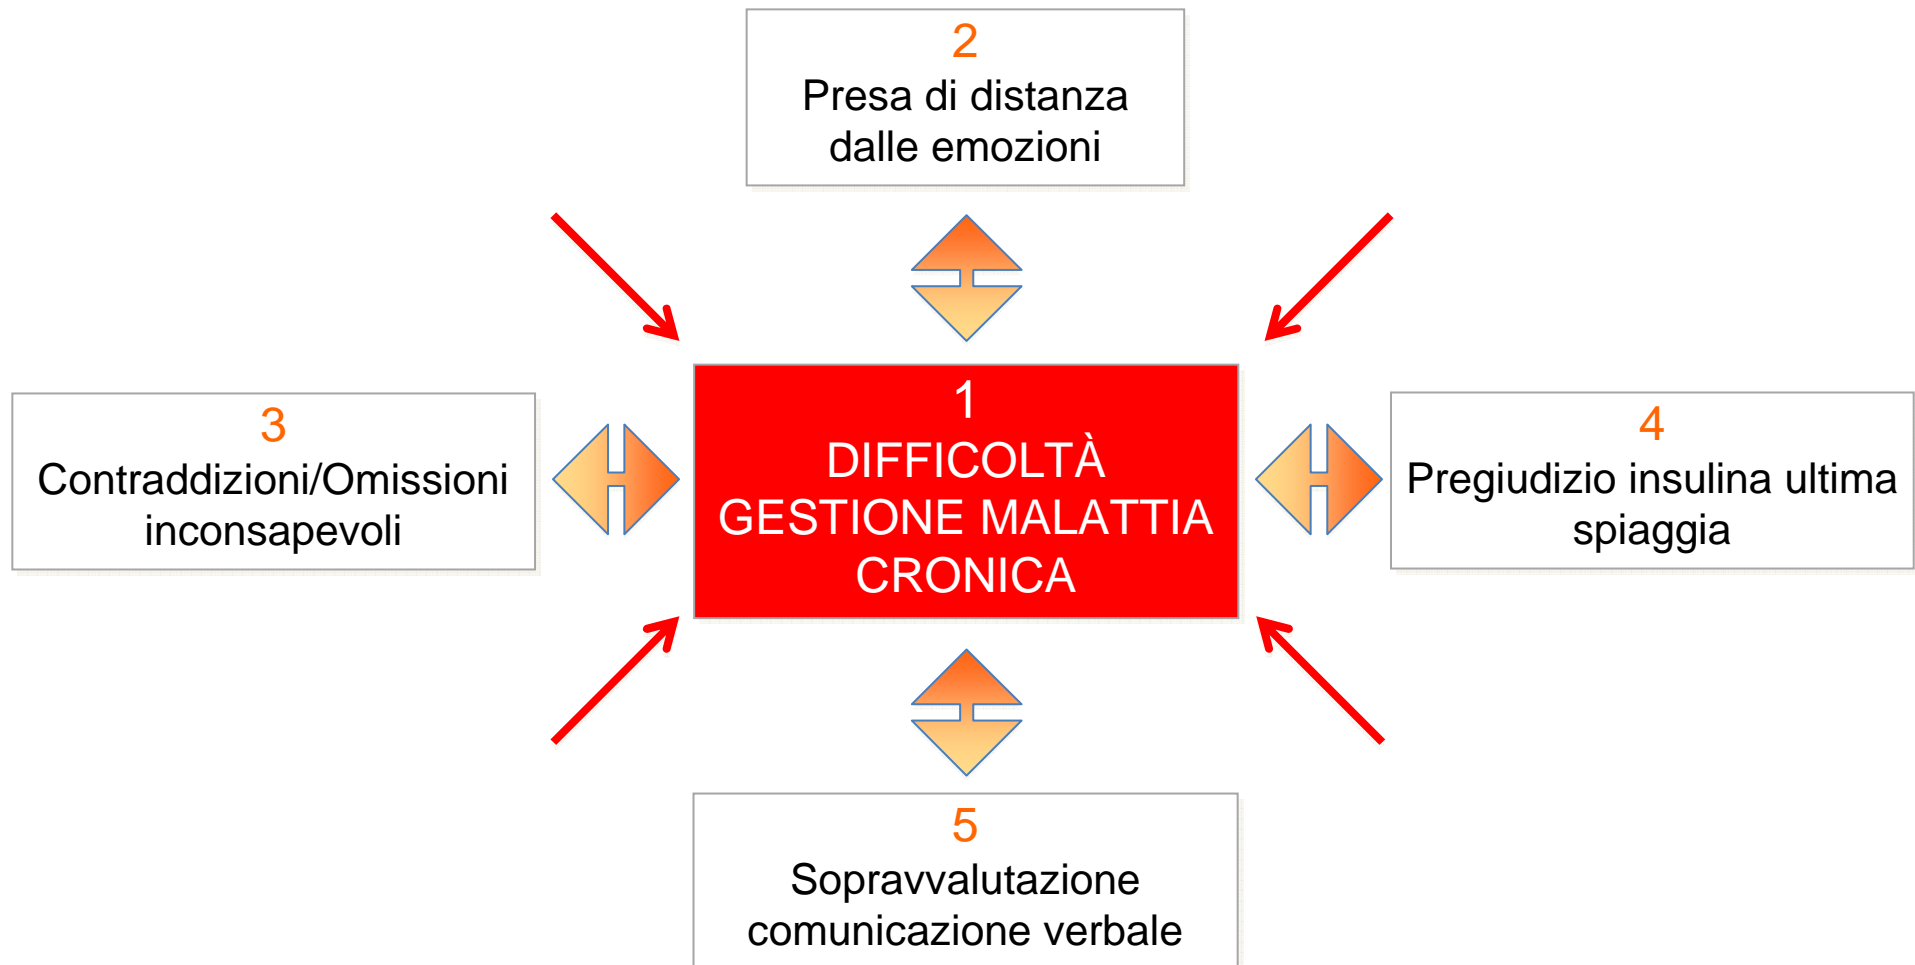 2
Presa di distanza
dalle emozioni
3
Contraddizioni/Omissioni
inconsapevoli
1
DIFFICOLTÀ
GESTIONE MALATTIA
CRONICA
4
Pregiudizio insulina ultima
spiaggia
5
Sopravvalutazione
comunicazione verbale